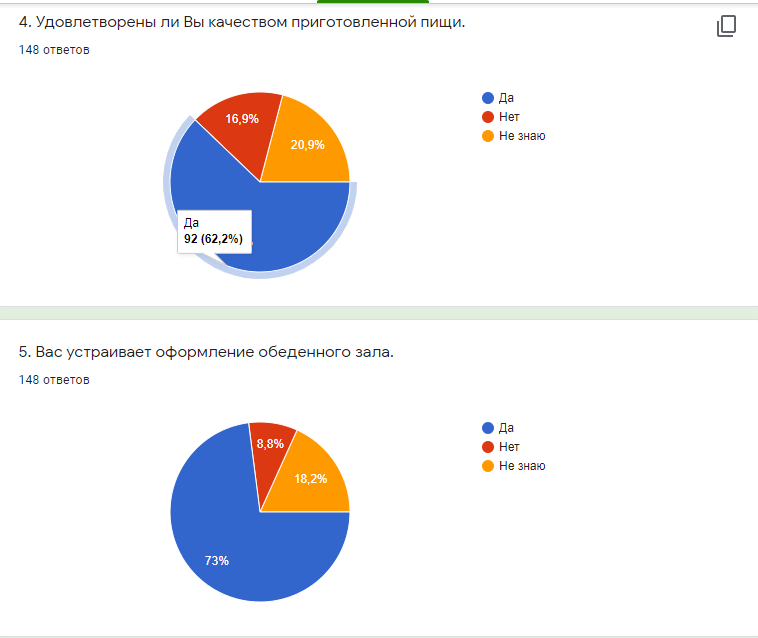 4. Удовлетворены ли Вы качеством приготовленной пищи.
148 ответов
Да
Нет
Не знаю
16,9%
20,9%
Да
92 (62,2%)
5. Вас устраивает оформление обеденного зала.
148 ответов
Да
Нет
Не знаю
8,8%
18,2%
73%